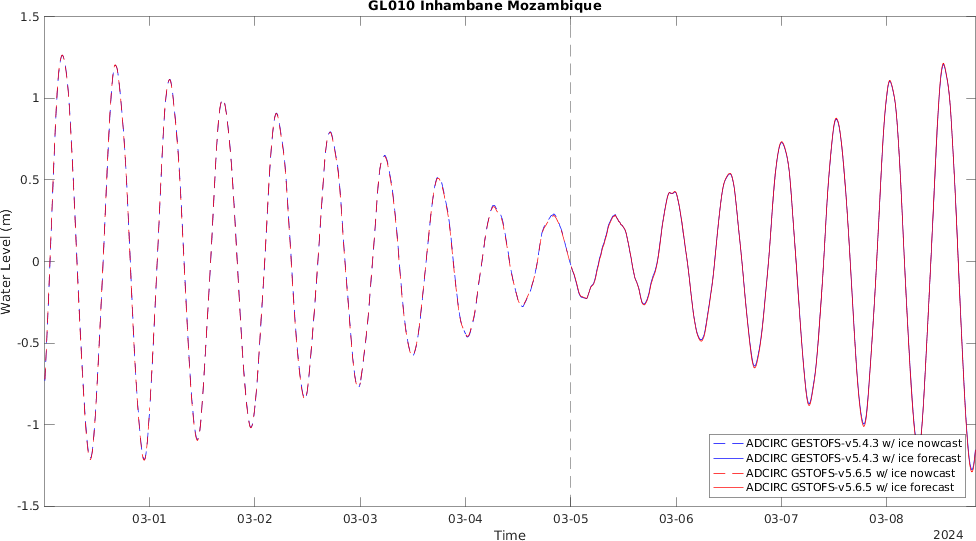 GL010 Inhambane Mozambique
1.5
1
0.5
0
-0.5
-1
-1.5
Water Level (m)
ADCIRC GESTOFS-v5.4.3 w/ ice nowcast
ADCIRC GESTOFS-v5.4.3 w/ ice forecast
ADCIRC GSTOFS-v5.6.5 w/ ice nowcast
ADCIRC GSTOFS-v5.6.5 w/ ice forecast
03-01 03-02 03-03 03-04 03-05 03-06 03-07 03-08
Time
2024